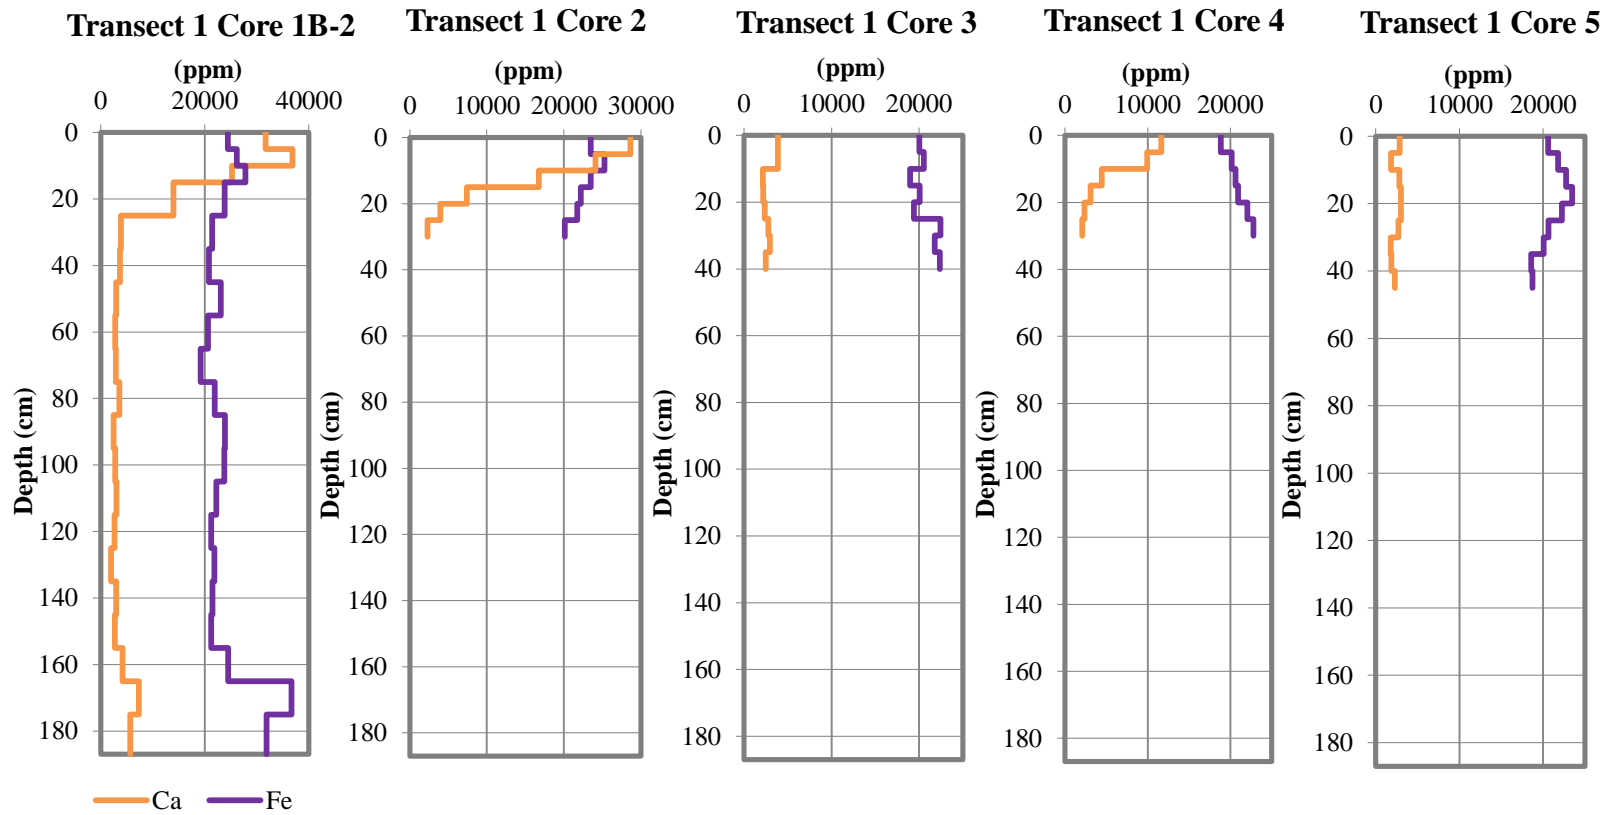 Transect 1 Core 1B-2
(ppm)
0 20000 40000
0
20
40
60
80
100
120
140
160
180
Depth (cm)
Ca Fe
Transect 1 Core 2
(ppm)
0 10000 20000 30000
0
20
40
60
80
100
120
140
160
180
Depth (cm)
Transect 1 Core 3
(ppm)
0 10000 20000
0
20
40
60
80
100
120
140
160
180
Depth (cm)
Transect 1 Core 4
(ppm)
0 10000 20000
0
20
40
60
80
100
120
140
160
180
Depth (cm)
Transect 1 Core 5
(ppm)
0 10000 20000
0
20
40
60
80
100
120
140
160
180
Depth (cm)